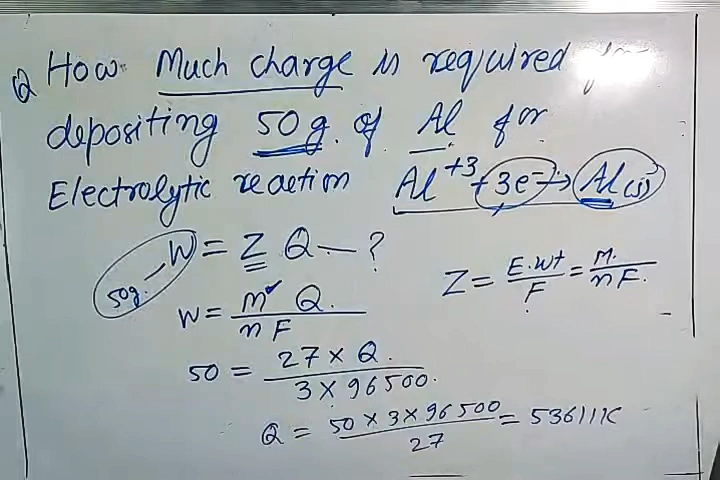 Q How Much charge is required
depositing 50g. of Al for
Electrolytic reaction Al+3 + 3e- → Al(s)
50g. W = Z Q — ?
Z = E.wt / F = M. / nF.
W = M Q. / n F
50 = 27 × Q. / 3 × 96500.
Q = 50 × 3 × 96500 / 27 = 536111C